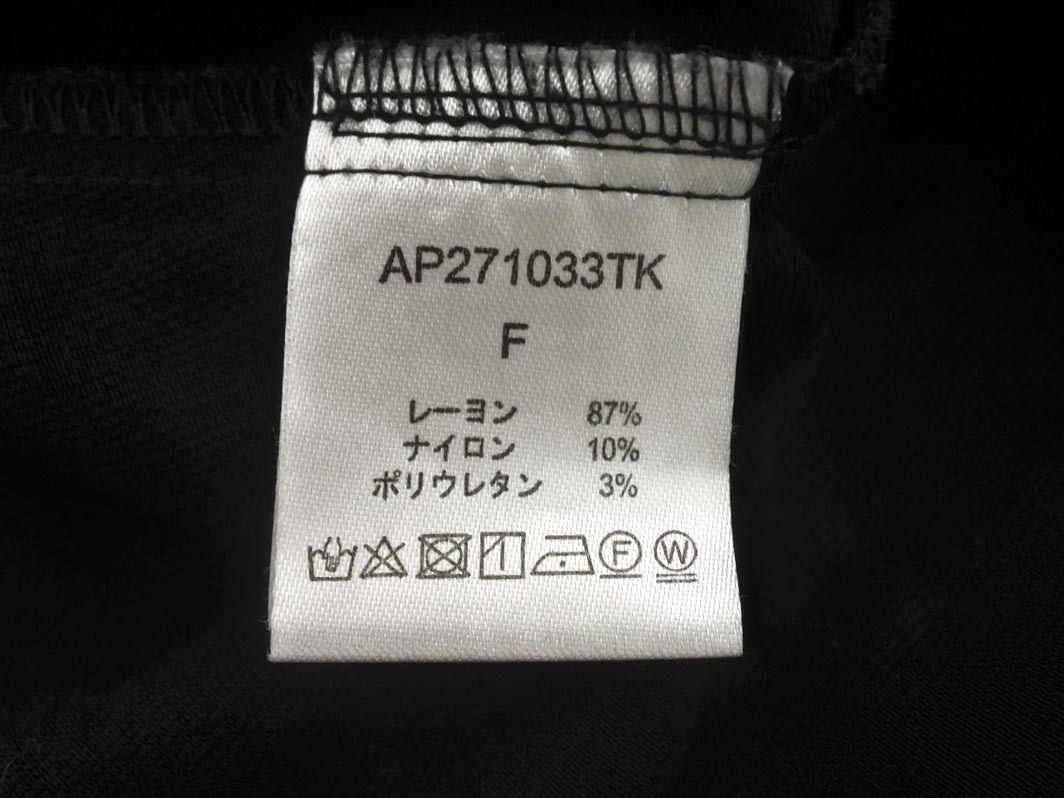 AP271033TK
F
レーヨン 87%
ナイロン 10%
ポリウレタン 3%
F W